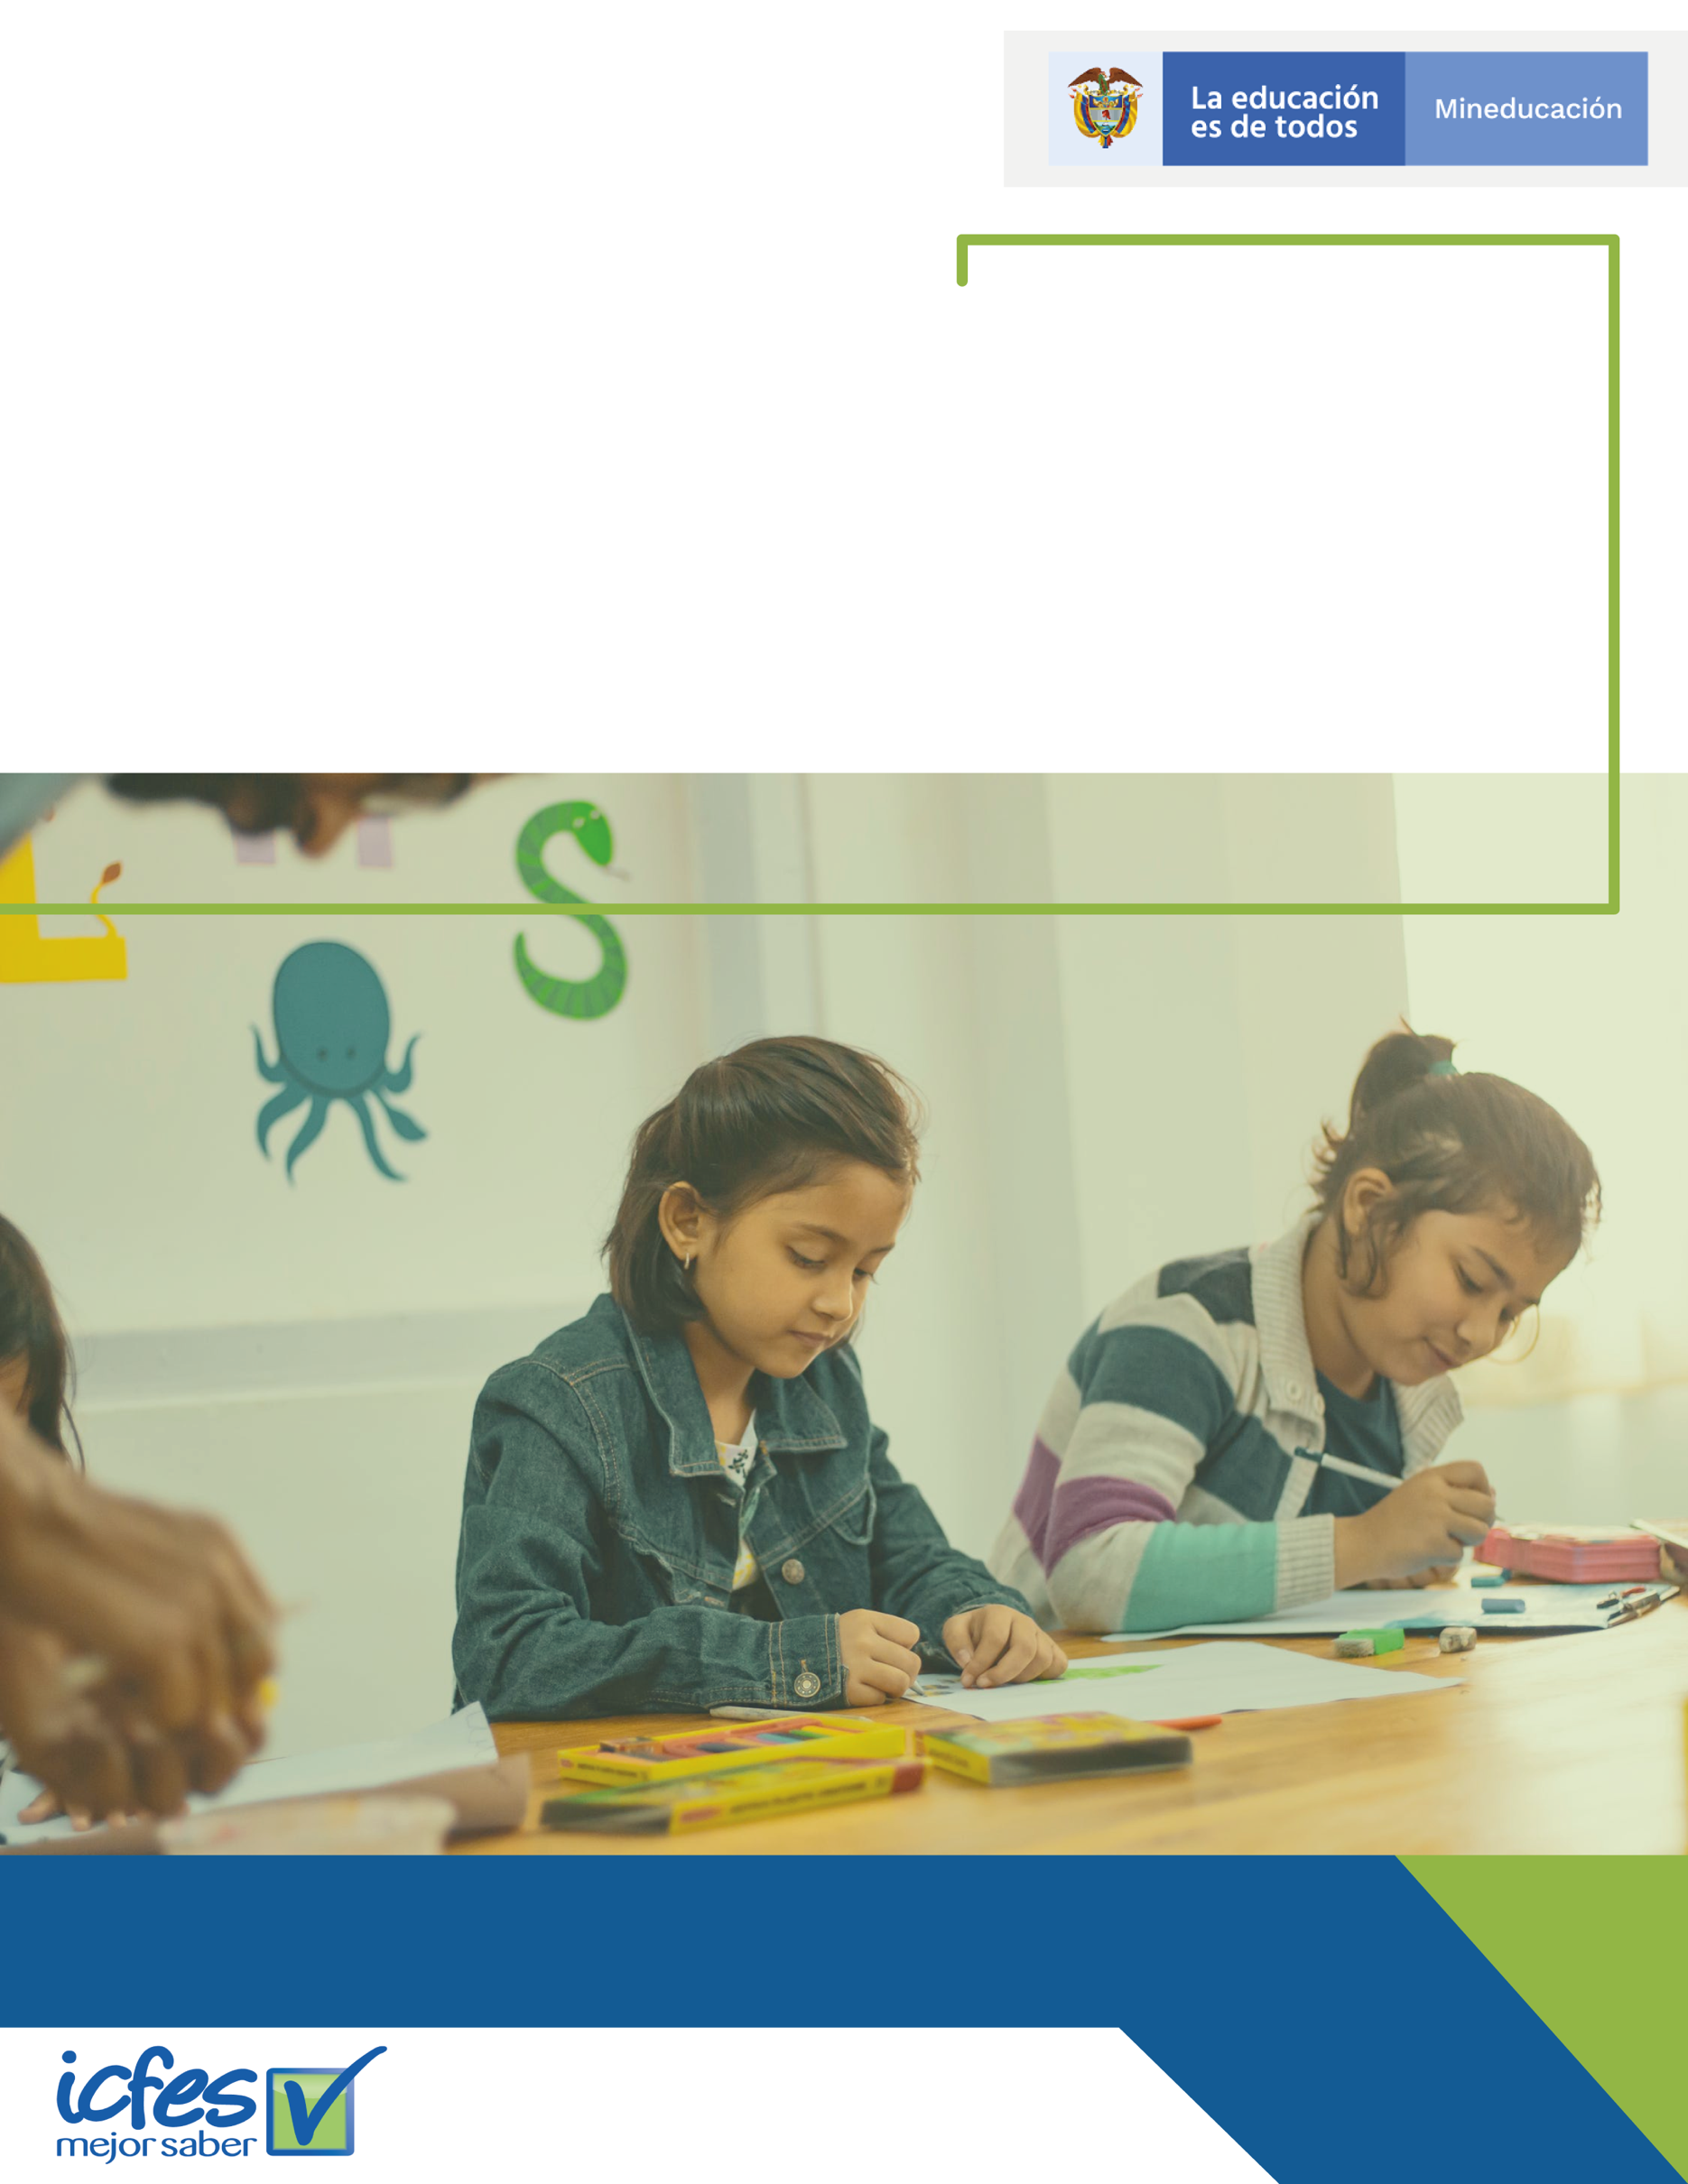 La educación
es de todos
Mineducación
icfes
mejor saber